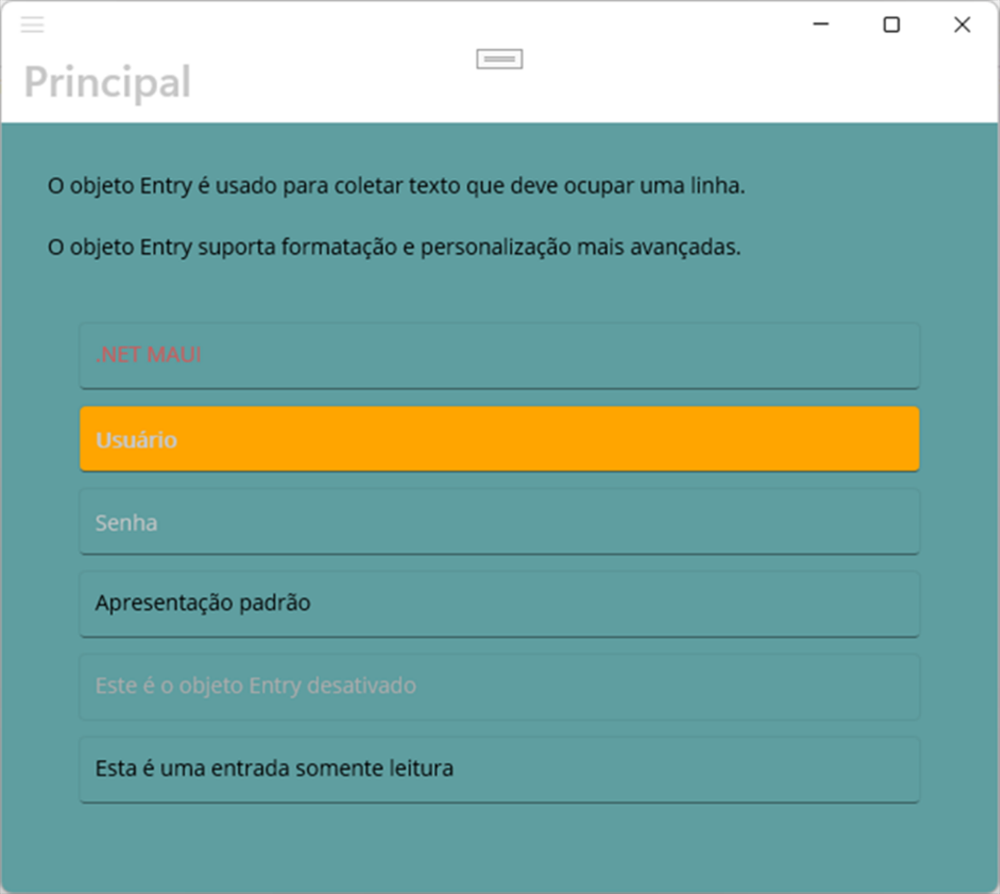 Principal
O objeto Entry é usado para coletar texto que deve ocupar uma linha.
O objeto Entry suporta formatação e personalização mais avançadas.
.NET MAUI
Usuário
Senha
Apresentação padrão
Este é o objeto Entry desativado
Esta é uma entrada somente leitura